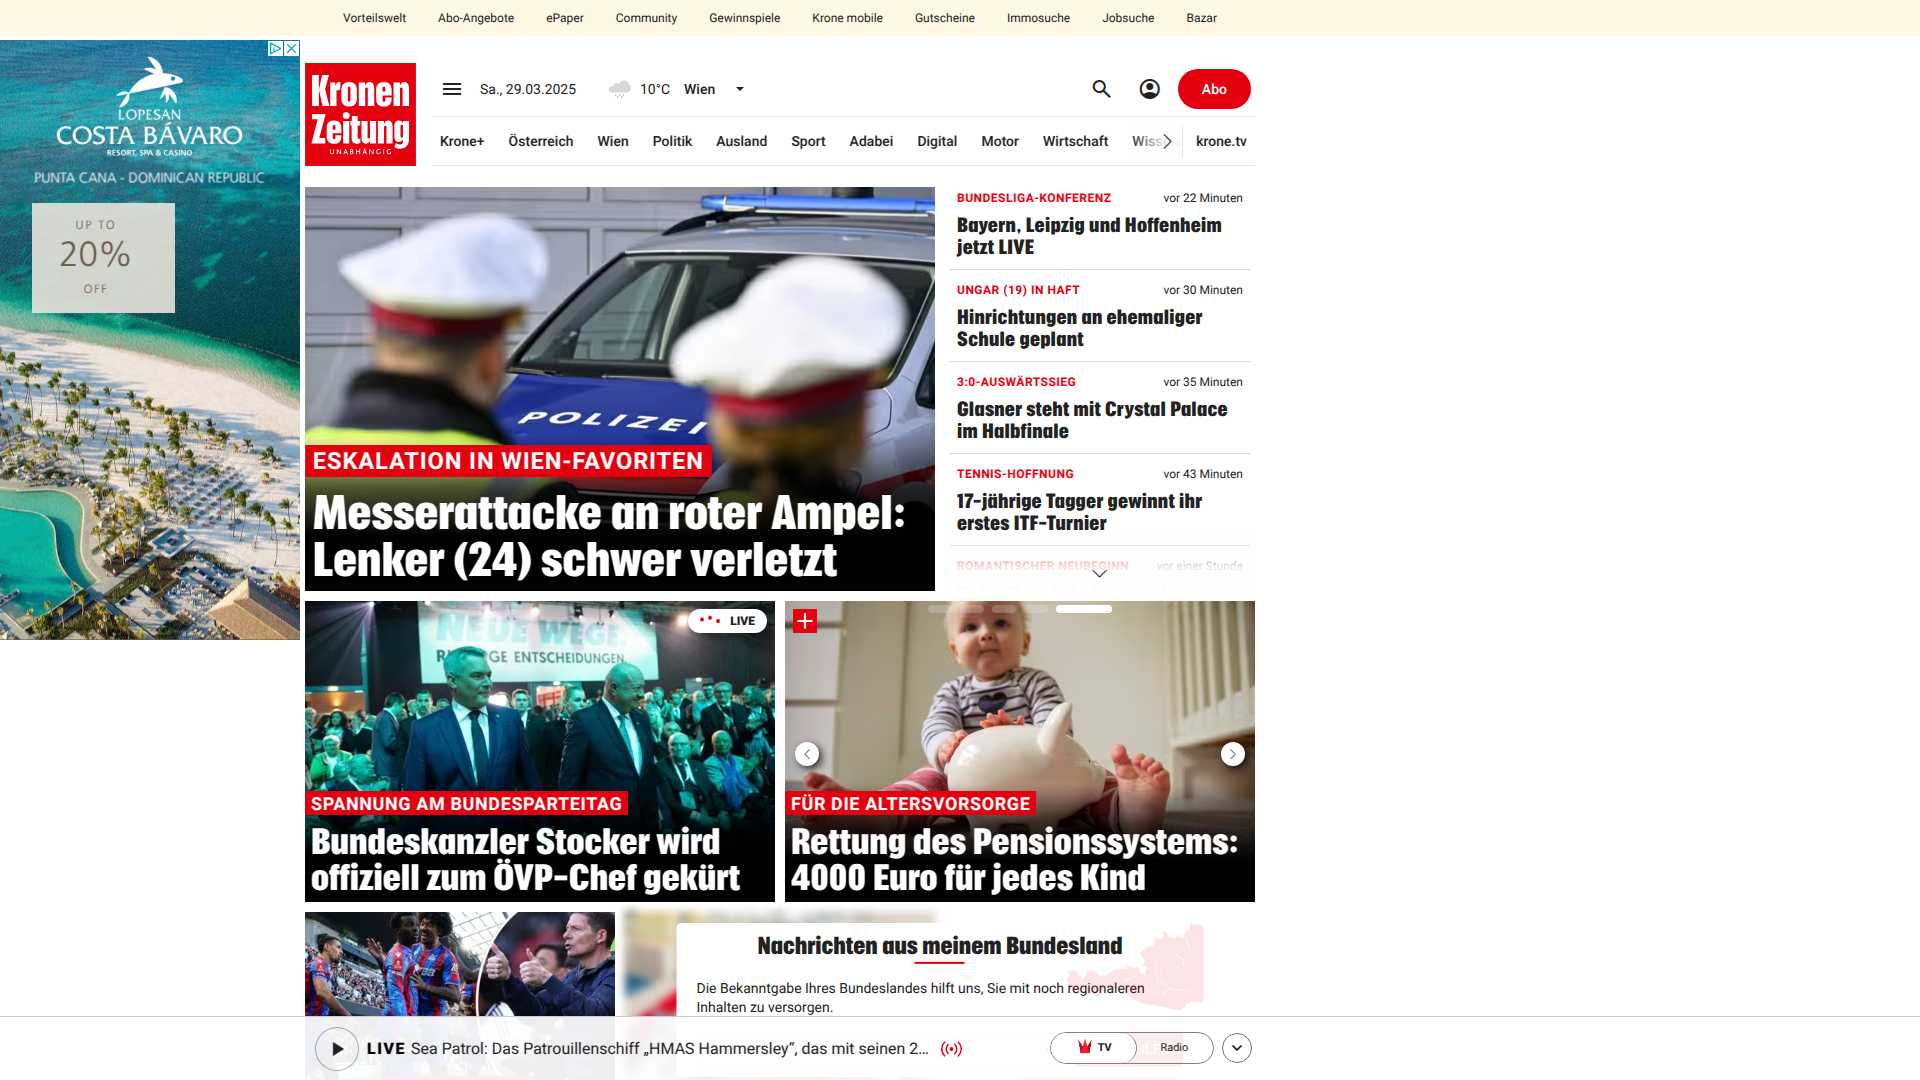 Vorteilswelt Abo-Angebote ePaper Community Gewinnspiele Krone mobile Gutscheine Immosuche Jobsuche Bazar
LOPESAN
COSTA BÁVARO
RESORT, SPA & CASINO
PUNTA CANA - DOMINICAN REPUBLIC
UP TO
20%
OFF
Kronen
Zeitung
UNABHÄNGIG
Sa., 29.03.2025 10°C Wien
Abo
Krone+ Österreich Wien Politik Ausland Sport Adabei Digital Motor Wirtschaft Wiss krone.tv
POLIZEI
ESKALATION IN WIEN-FAVORITEN
Messerattacke an roter Ampel:
Lenker (24) schwer verletzt
BUNDESLIGA-KONFERENZ vor 22 Minuten
Bayern, Leipzig und Hoffenheim
jetzt LIVE
UNGAR (19) IN HAFT vor 30 Minuten
Hinrichtungen an ehemaliger
Schule geplant
3:0-AUSWÄRTSSIEG vor 35 Minuten
Glasner steht mit Crystal Palace
im Halbfinale
TENNIS-HOFFNUNG vor 43 Minuten
17-jährige Tagger gewinnt ihr
erstes ITF-Turnier
ROMANTISCHER NEUBEGINN vor einer Stunde
NEUE WEGE.
ENTSCHEIDUNGEN.
LIVE
SPANNUNG AM BUNDESPARTEITAG
Bundeskanzler Stocker wird
offiziell zum ÖVP-Chef gekürt
FÜR DIE ALTERSVORSORGE
Rettung des Pensionssystems:
4000 Euro für jedes Kind
Nachrichten aus meinem Bundesland
Die Bekanntgabe Ihres Bundeslandes hilft uns, Sie mit noch regionaleren
Inhalten zu versorgen.
LIVE Sea Patrol: Das Patrouillenschiff „HMAS Hammersley“, das mit seinen 2...
TV Radio